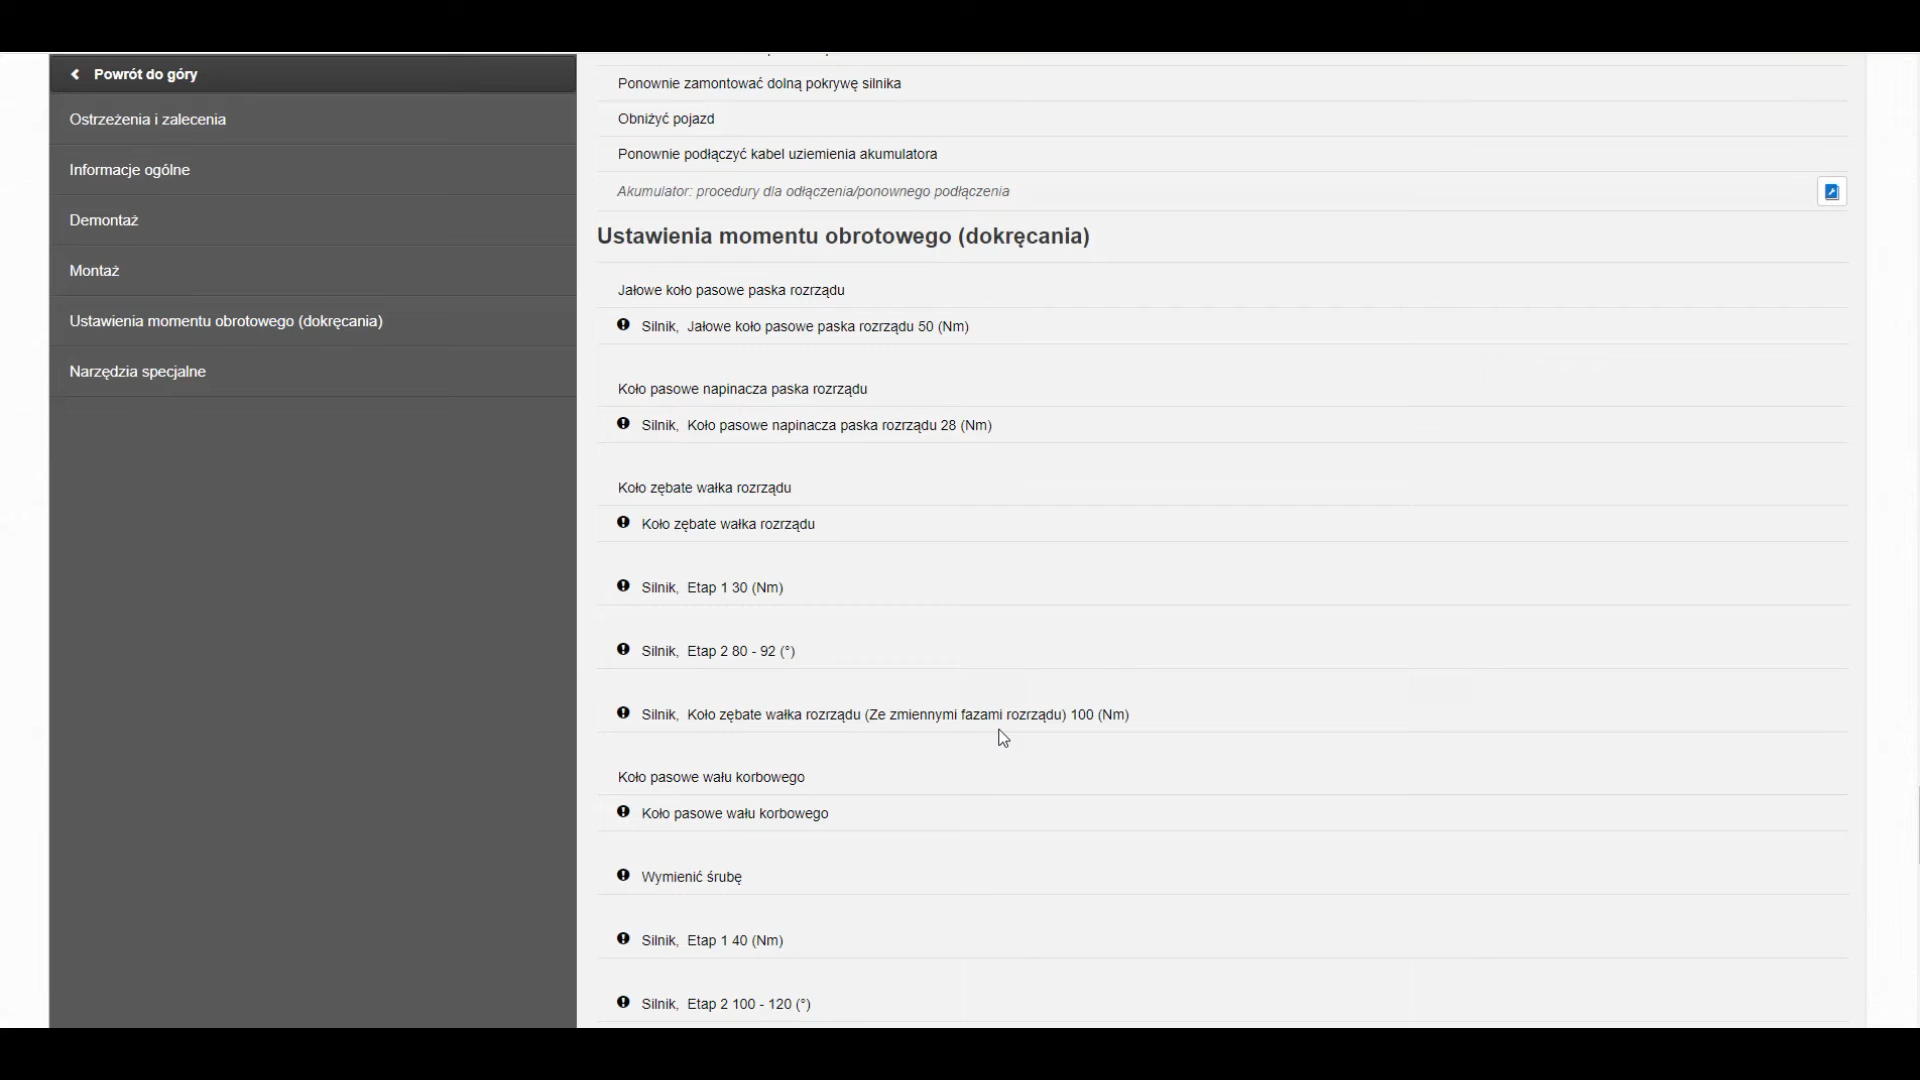 Powrót do góry
Ostrzeżenia i zalecenia
Informacje ogólne
Demontaż
Montaż
Ustawienia momentu obrotowego (dokręcania)
Narzędzia specjalne
Ponownie zamontować dolną pokrywę silnika
Obniżyć pojazd
Ponownie podłączyć kabel uziemienia akumulatora
Akumulator: procedury dla odłączenia/ponownego podłączenia
Ustawienia momentu obrotowego (dokręcania)
Jałowe koło pasowe paska rozrządu
Silnik, Jałowe koło pasowe paska rozrządu 50 (Nm)
Koło pasowe napinacza paska rozrządu
Silnik, Koło pasowe napinacza paska rozrządu 28 (Nm)
Koło zębate wałka rozrządu
Koło zębate wałka rozrządu
Silnik, Etap 1 30 (Nm)
Silnik, Etap 2 80 - 92 (°)
Silnik, Koło zębate wałka rozrządu (Ze zmiennymi fazami rozrządu) 100 (Nm)
Koło pasowe wału korbowego
Koło pasowe wału korbowego
Wymienić śrubę
Silnik, Etap 1 40 (Nm)
Silnik, Etap 2 100 - 120 (°)